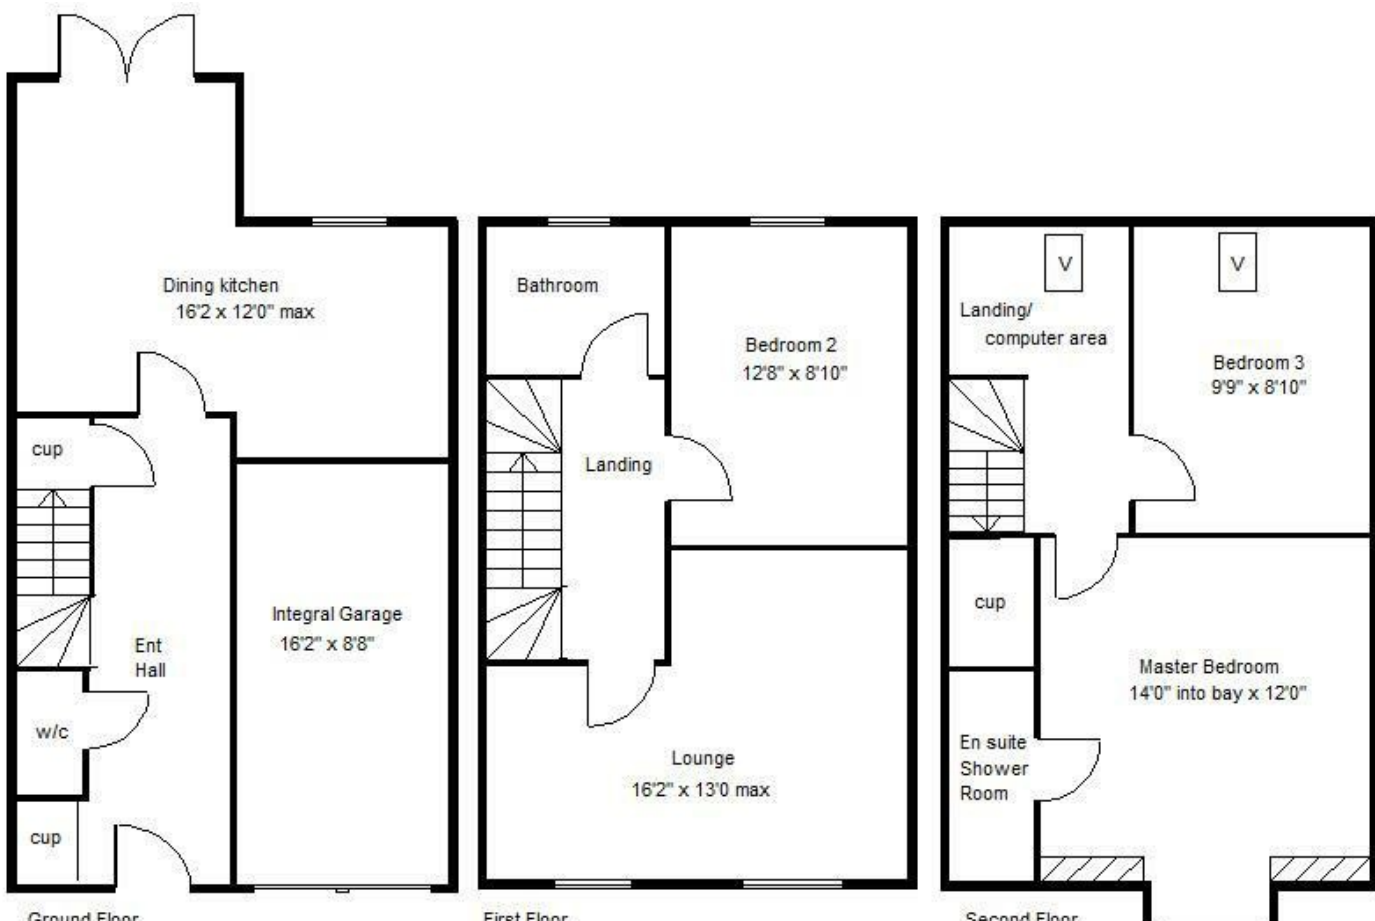 Dining kitchen
16'2 x 12'0" max
cup
Integral Garage
16'2" x 8'8"
Ent
Hall
w/c
cup
Ground Floor
Bathroom
Bedroom 2
12'8" x 8'10"
Landing
Lounge
16'2" x 13'0 max
First Floor
V
V
Landing/
computer area
Bedroom 3
9'9" x 8'10"
cup
Master Bedroom
14'0" into bay x 12'0"
En suite
Shower
Room
Second Floor